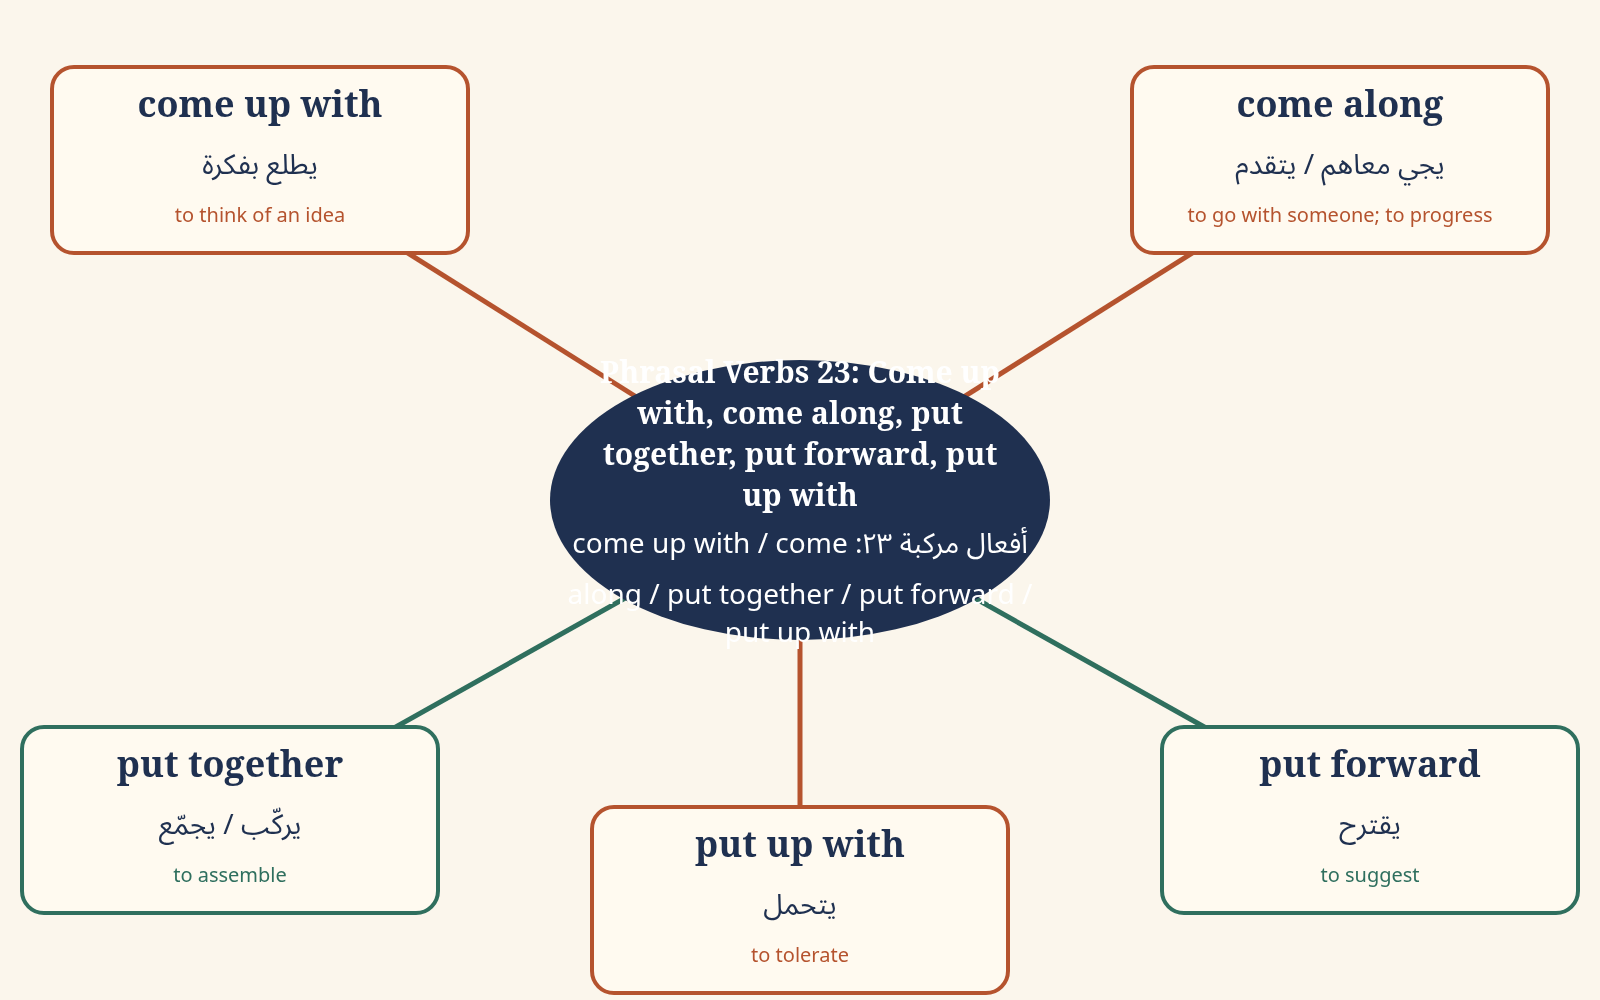 come up with
يطلع بفكرة
to think of an idea
come along
يجي معاهم / يتقدم
to go with someone; to progress
Phrasal Verbs 23: Come up
with, come along, put
together, put forward, put
up with
أفعال مركبة ٢٣: come up with / come
along / put together / put forward /
put up with
put together
يركّب / يجمّع
to assemble
put up with
يتحمل
to tolerate
put forward
يقترح
to suggest